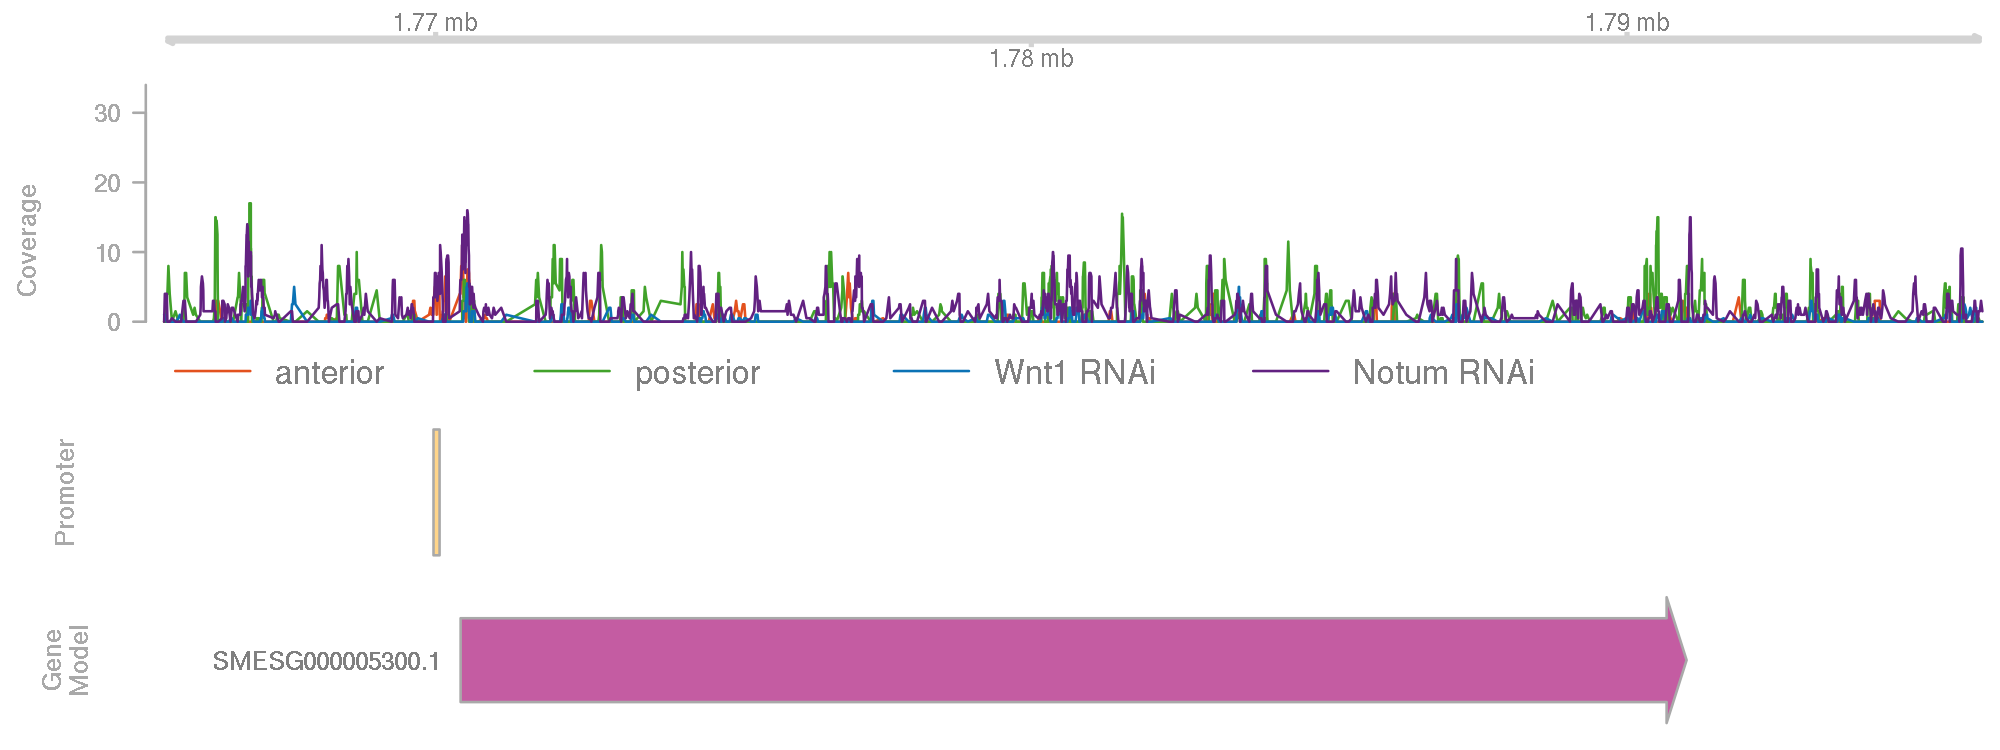 1.77 mb
1.79 mb
1.78 mb
Coverage
30
20
10
0
anterior
posterior
Wnt1 RNAi
Notum RNAi
Promoter
Gene
Model
SMESG000005300.1